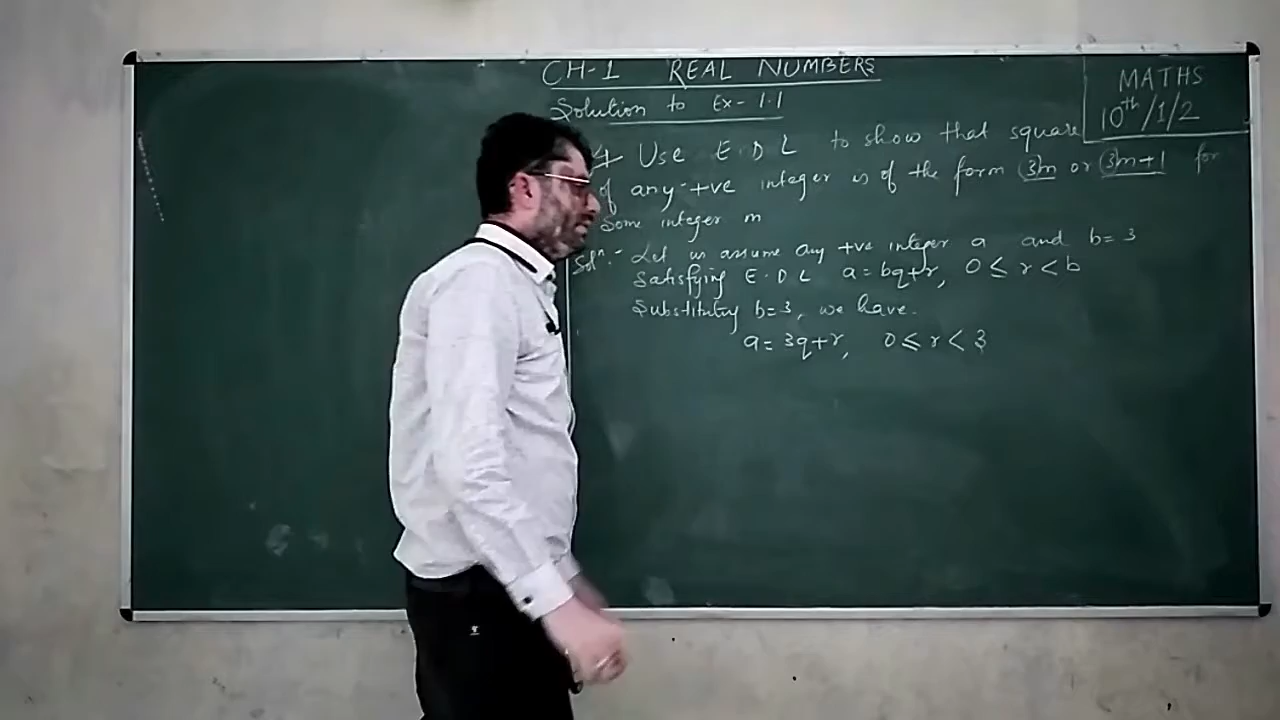 CH-1 REAL NUMBERS
Solution to Ex-1.1
MATHS
10th/1/2
4 Use E.D.L to show that square
of any +ve integer is of the form 3m or 3m+1 for
Some integer m
Soln:- Let us assume any +ve integer a and b=3
Satisfying E.D.L a=bq+r, 0≤r<b
Substituting b=3, we have.
a=3q+r, 0≤r<3